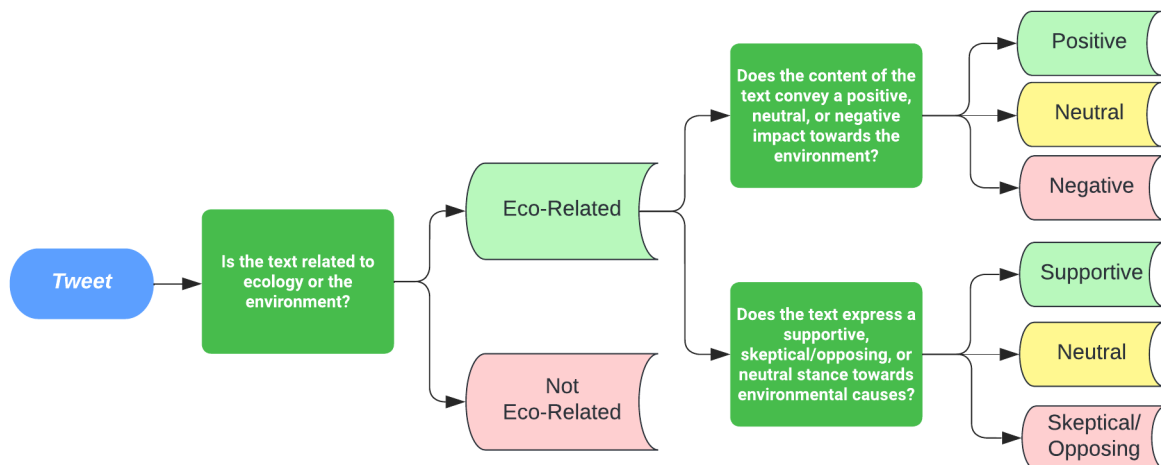 Tweet
Is the text related to
ecology or the
environment?
Eco-Related
Not
Eco-Related
Does the content of the
text convey a positive,
neutral, or negative
impact towards the
environment?
Positive
Neutral
Negative
Does the text express a
supportive,
skeptical/opposing, or
neutral stance towards
environmental causes?
Supportive
Neutral
Skeptical/
Opposing